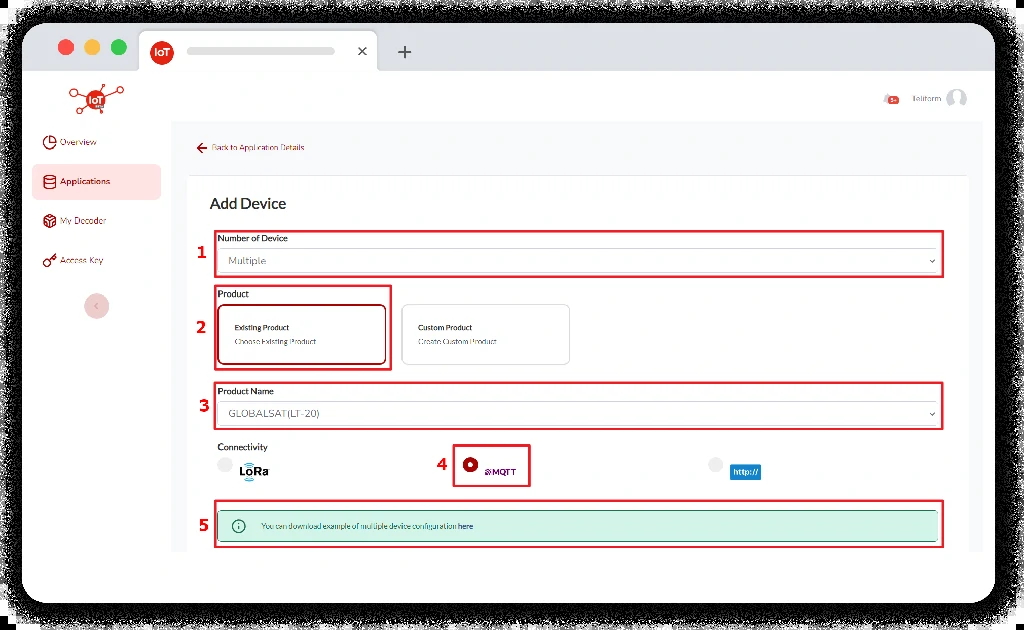 IoT
IoT
5+
Teliform
Overview
Applications
My Decoder
Access Key
Back to Application Details
Add Device
1
Number of Device
Multiple
2
Product
Existing Product
Choose Existing Product
Custom Product
Create Custom Product
3
Product Name
GLOBALSAT(LT-20)
Connectivity
LoRa
4
MQTT
http://
5
You can download example of multiple device configuration here